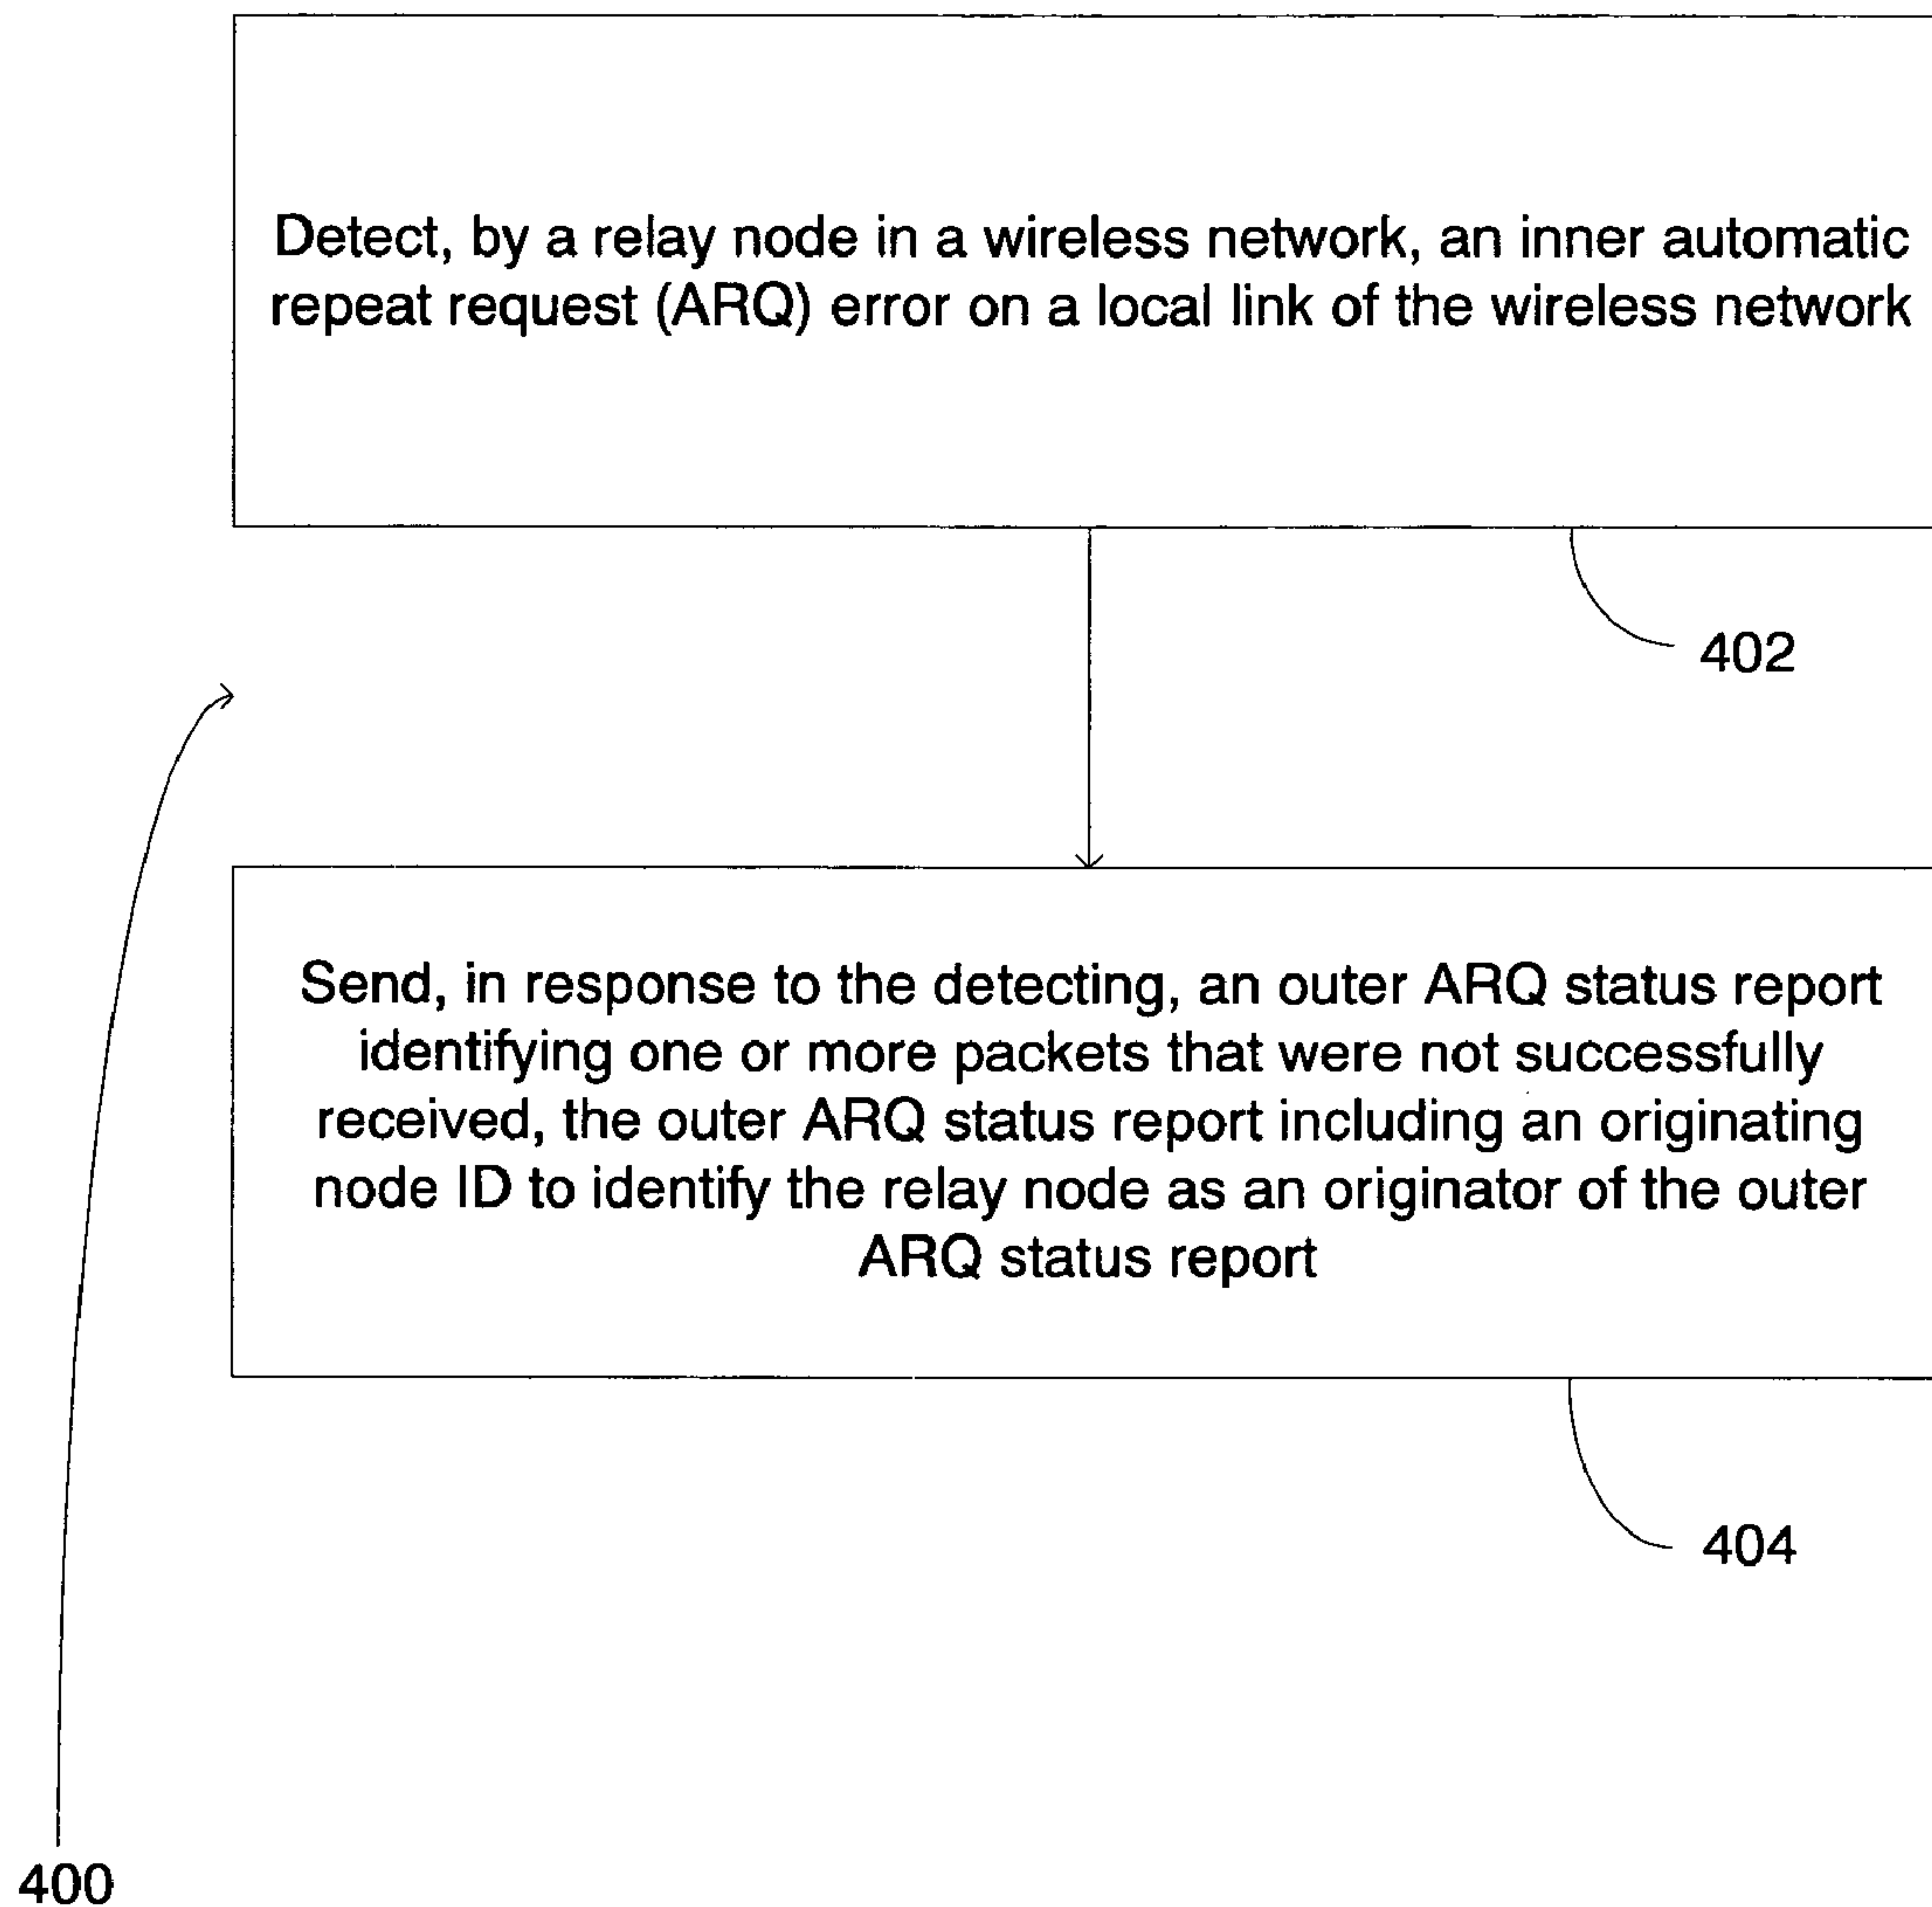 Detect, by a relay node in a wireless network, an inner automatic
repeat request (ARQ) error on a local link of the wireless network
402
Send, in response to the detecting, an outer ARQ status report
identifying one or more packets that were not successfully
received, the outer ARQ status report including an originating
node ID to identify the relay node as an originator of the outer
ARQ status report
404
400